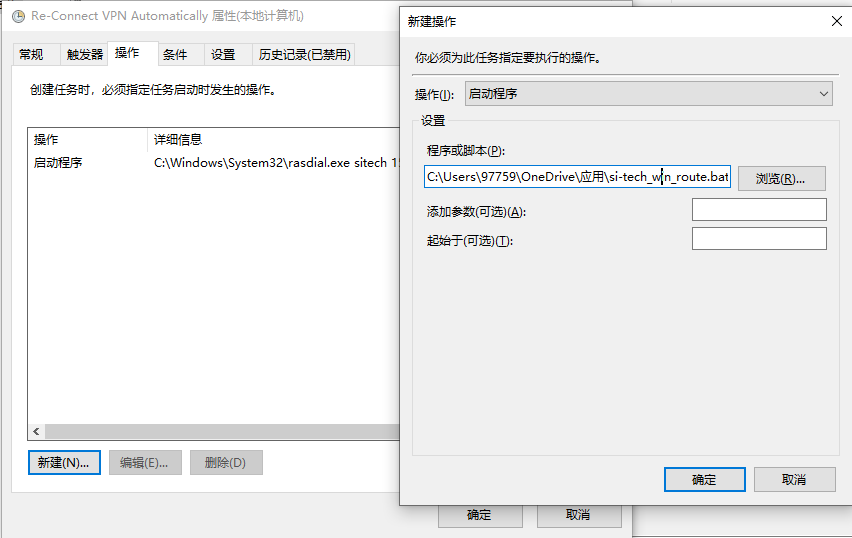 Re-Connect VPN Automatically 属性(本地计算机)
常规 触发器 操作 条件 设置 历史记录(已禁用)
创建任务时，必须指定任务启动时发生的操作。
操作 详细信息
启动程序 C:\Windows\System32\rasdial.exe sitech
新建(N)... 编辑(E)... 删除(D)
确定 取消
新建操作
你必须为此任务指定要执行的操作。
操作(I): 启动程序
设置
程序或脚本(P):
C:\Users\97759\OneDrive\应用\si-tech_win_route.bat 浏览(R)...
添加参数(可选)(A):
起始于(可选)(T):
确定 取消